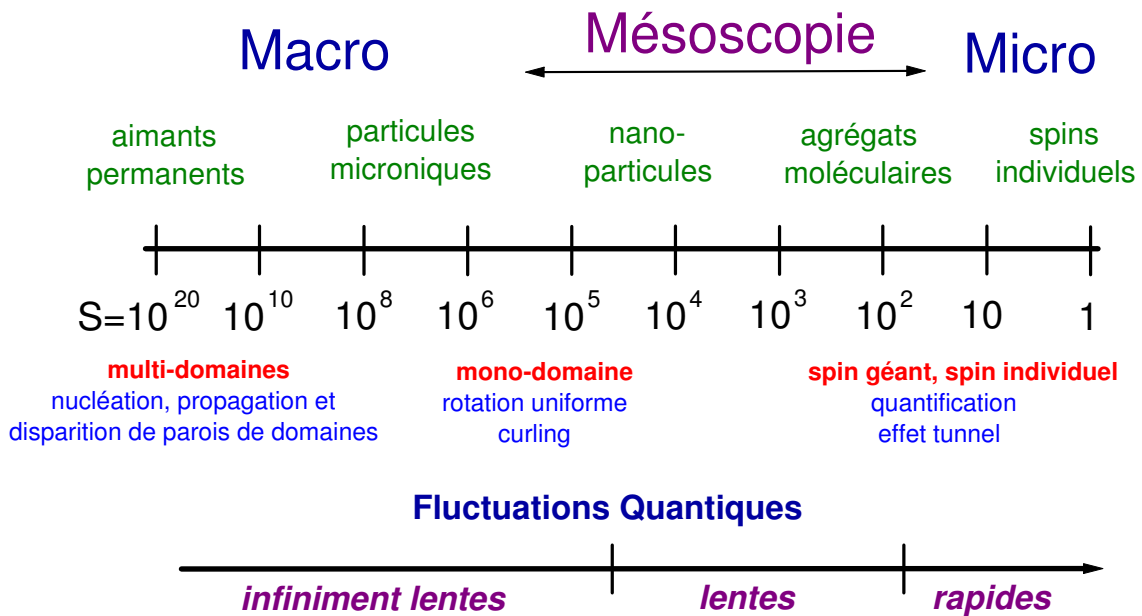 Macro
Mésoscopie
Micro
aimants
permanents
particules
microniques
nano-
particules
agrégats
moléculaires
spins
individuels
S=10^20 10^10 10^8 10^6 10^5 10^4 10^3 10^2 10 1
multi-domaines
nucléation, propagation et
disparition de parois de domaines
mono-domaine
rotation uniforme
curling
spin géant, spin individuel
quantification
effet tunnel
Fluctuations Quantiques
infiniment lentes
lentes
rapides